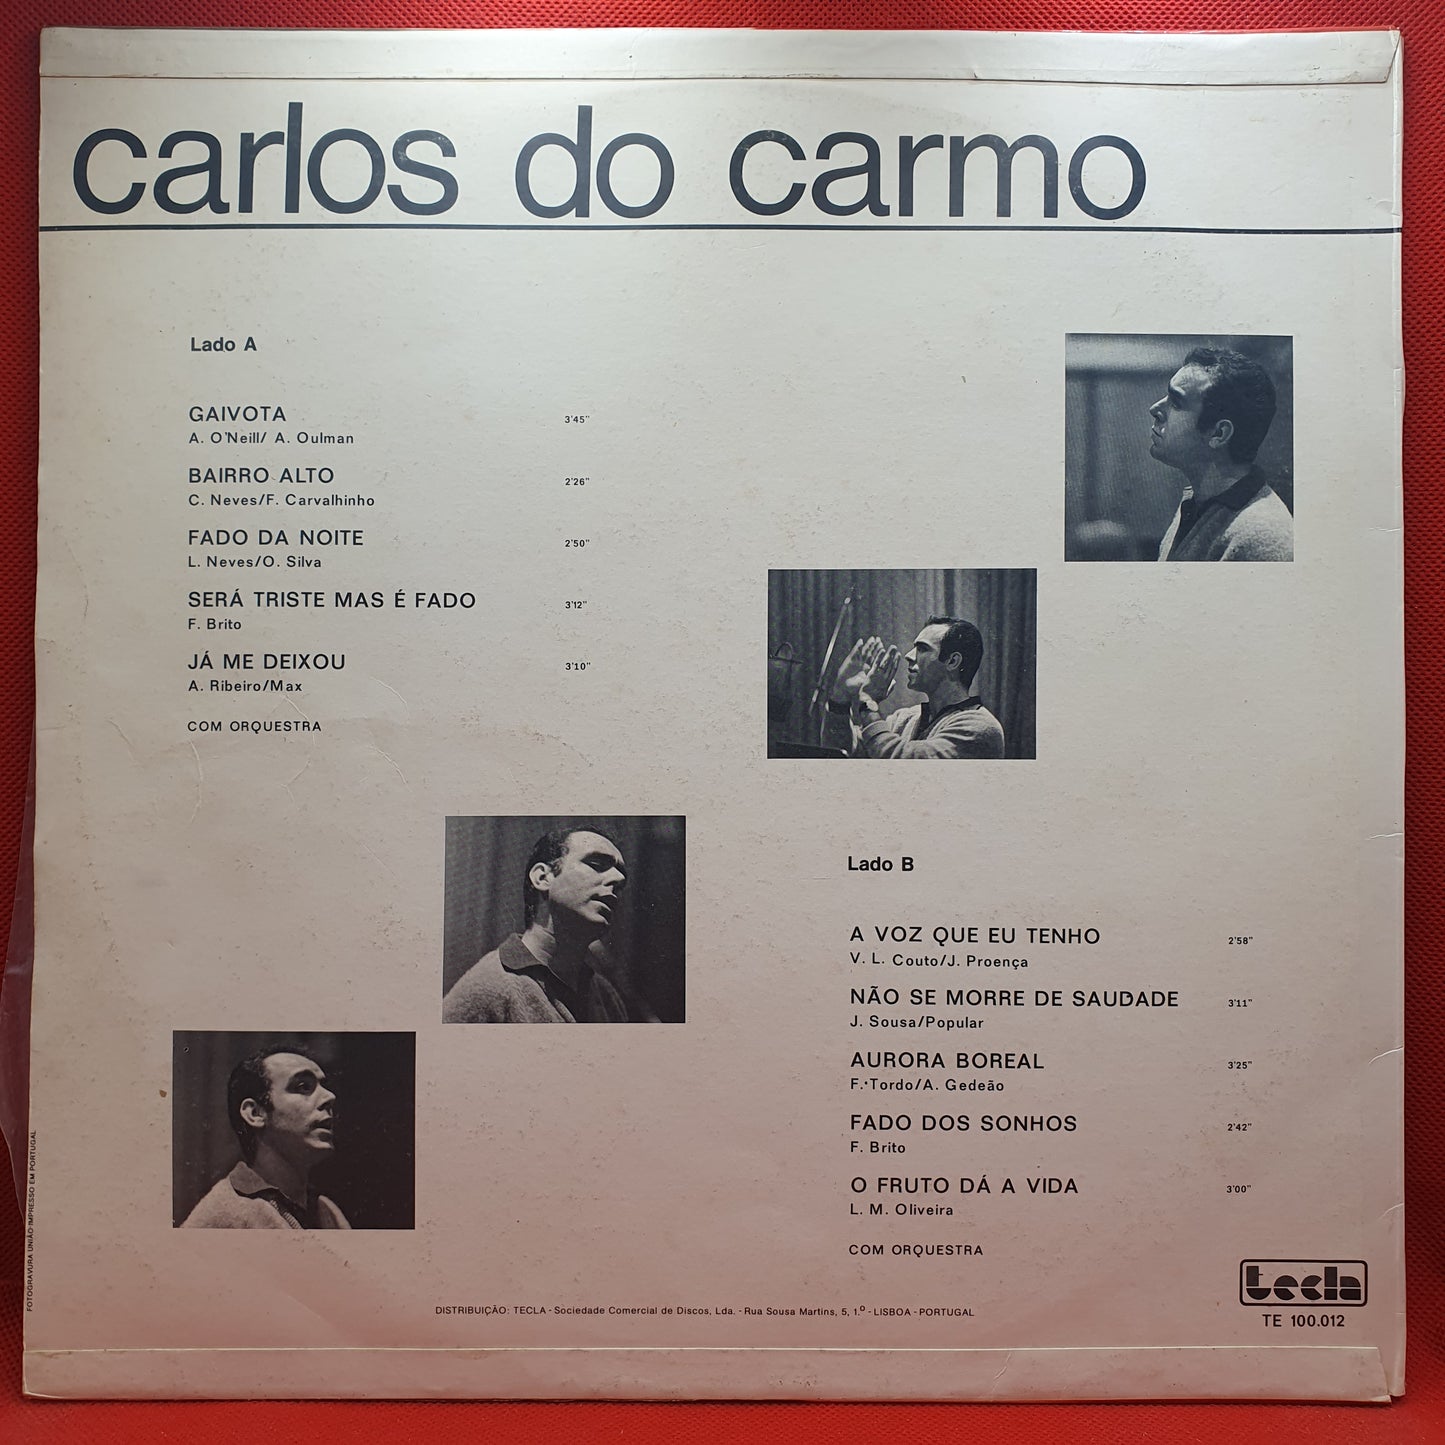 carlos do carmo
Lado A
GAIVOTA 3'45"
A. O'Neill/ A. Oulman
BAIRRO ALTO 2'26"
C. Neves/F. Carvalhinho
FADO DA NOITE 2'50"
L. Neves/O. Silva
SERÁ TRISTE MAS É FADO 3'12"
F. Brito
JÁ ME DEIXOU 3'10"
A. Ribeiro/Max
COM ORQUESTRA
Lado B
A VOZ QUE EU TENHO 2'58"
V. L. Couto/J. Proença
NÃO SE MORRE DE SAUDADE 3'11"
J. Sousa/Popular
AURORA BOREAL 3'25"
F. Tordo/A. Gedeão
FADO DOS SONHOS 2'42"
F. Brito
O FRUTO DÁ A VIDA 3'00"
L. M. Oliveira
COM ORQUESTRA
tecla
TE 100.012
DISTRIBUIÇÃO: TECLA - Sociedade Comercial de Discos, Lda. - Rua Sousa Martins, 5, 1.º - LISBOA - PORTUGAL
FOTOGRAVURA UNIÃO-IMPRESSO EM PORTUGAL